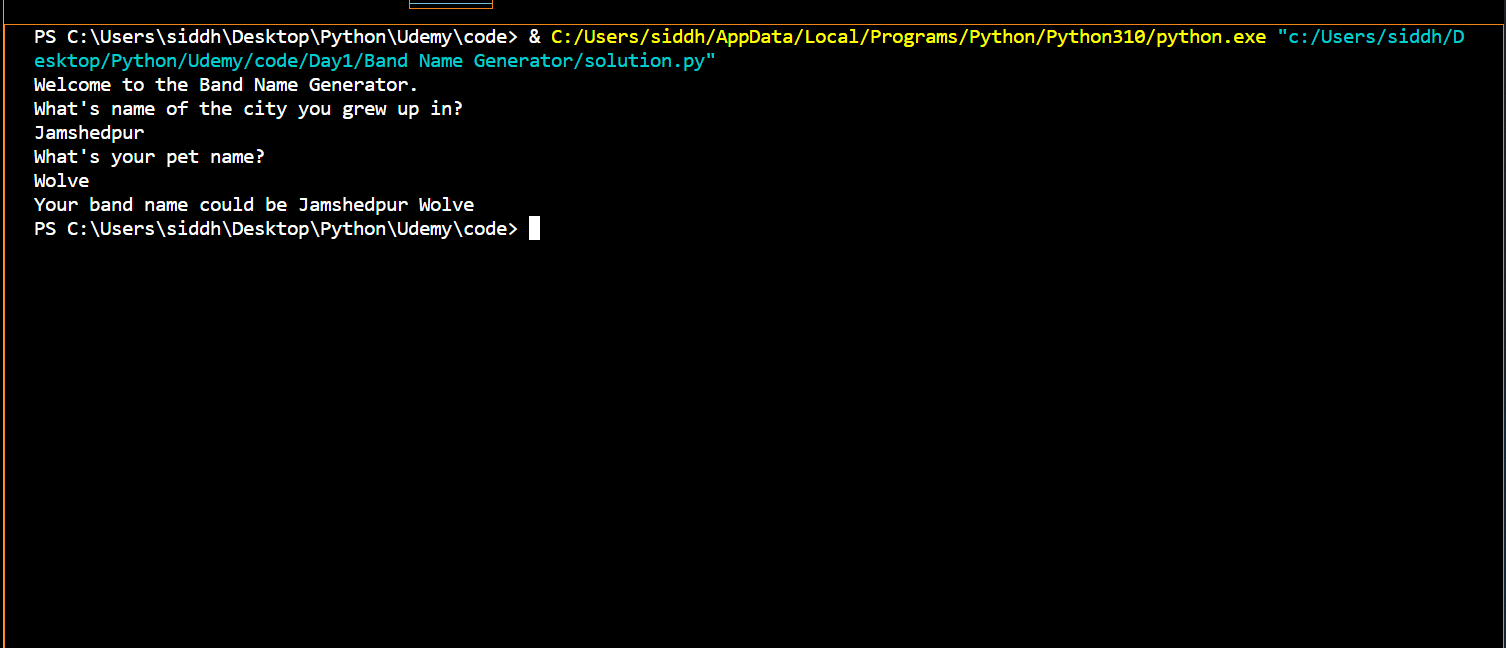 PS C:\Users\siddh\Desktop\Python\Udemy\code> & C:/Users/siddh/AppData/Local/Programs/Python/Python310/python.exe "c:/Users/siddh/D
esktop/Python/Udemy/code/Day1/Band Name Generator/solution.py"
Welcome to the Band Name Generator.
What's name of the city you grew up in?
Jamshedpur
What's your pet name?
Wolve
Your band name could be Jamshedpur Wolve
PS C:\Users\siddh\Desktop\Python\Udemy\code>